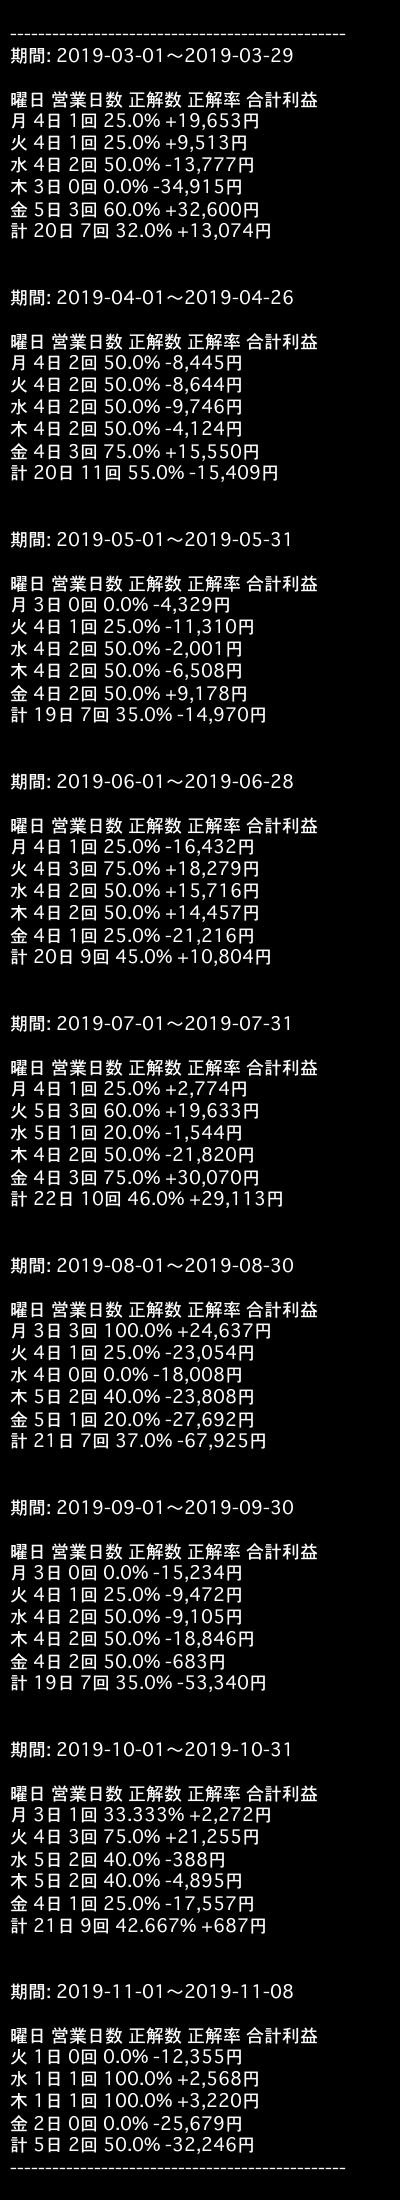 ------------------------------------------------
期間: 2019-03-01〜2019-03-29
曜日 営業日数 正解数 正解率 合計利益
月 4日 1回 25.0% +19,653円
火 4日 1回 25.0% +9,513円
水 4日 2回 50.0% -13,777円
木 3日 0回 0.0% -34,915円
金 5日 3回 60.0% +32,600円
計 20日 7回 32.0% +13,074円
期間: 2019-04-01〜2019-04-26
曜日 営業日数 正解数 正解率 合計利益
月 4日 2回 50.0% -8,445円
火 4日 2回 50.0% -8,644円
水 4日 2回 50.0% -9,746円
木 4日 2回 50.0% -4,124円
金 4日 3回 75.0% +15,550円
計 20日 11回 55.0% -15,409円
期間: 2019-05-01〜2019-05-31
曜日 営業日数 正解数 正解率 合計利益
月 3日 0回 0.0% -4,329円
火 4日 1回 25.0% -11,310円
水 4日 2回 50.0% -2,001円
木 4日 2回 50.0% -6,508円
金 4日 2回 50.0% +9,178円
計 19日 7回 35.0% -14,970円
期間: 2019-06-01〜2019-06-28
曜日 営業日数 正解数 正解率 合計利益
月 4日 1回 25.0% -16,432円
火 4日 3回 75.0% +18,279円
水 4日 2回 50.0% +15,716円
木 4日 2回 50.0% +14,457円
金 4日 1回 25.0% -21,216円
計 20日 9回 45.0% +10,804円
期間: 2019-07-01〜2019-07-31
曜日 営業日数 正解数 正解率 合計利益
月 4日 1回 25.0% +2,774円
火 5日 3回 60.0% +19,633円
水 5日 1回 20.0% -1,544円
木 4日 2回 50.0% -21,820円
金 4日 3回 75.0% +30,070円
計 22日 10回 46.0% +29,113円
期間: 2019-08-01〜2019-08-30
曜日 営業日数 正解数 正解率 合計利益
月 3日 3回 100.0% +24,637円
火 4日 1回 25.0% -23,054円
水 4日 0回 0.0% -18,008円
木 5日 2回 40.0% -23,808円
金 5日 1回 20.0% -27,692円
計 21日 7回 37.0% -67,925円
期間: 2019-09-01〜2019-09-30
曜日 営業日数 正解数 正解率 合計利益
月 3日 0回 0.0% -15,234円
火 4日 1回 25.0% -9,472円
水 4日 2回 50.0% -9,105円
木 4日 2回 50.0% -18,846円
金 4日 2回 50.0% -683円
計 19日 7回 35.0% -53,340円
期間: 2019-10-01〜2019-10-31
曜日 営業日数 正解数 正解率 合計利益
月 3日 1回 33.333% +2,272円
火 4日 3回 75.0% +21,255円
水 5日 2回 40.0% -388円
木 5日 2回 40.0% -4,895円
金 4日 1回 25.0% -17,557円
計 21日 9回 42.667% +687円
期間: 2019-11-01〜2019-11-08
曜日 営業日数 正解数 正解率 合計利益
火 1日 0回 0.0% -12,355円
水 1日 1回 100.0% +2,568円
木 1日 1回 100.0% +3,220円
金 2日 0回 0.0% -25,679円
計 5日 2回 50.0% -32,246円
------------------------------------------------